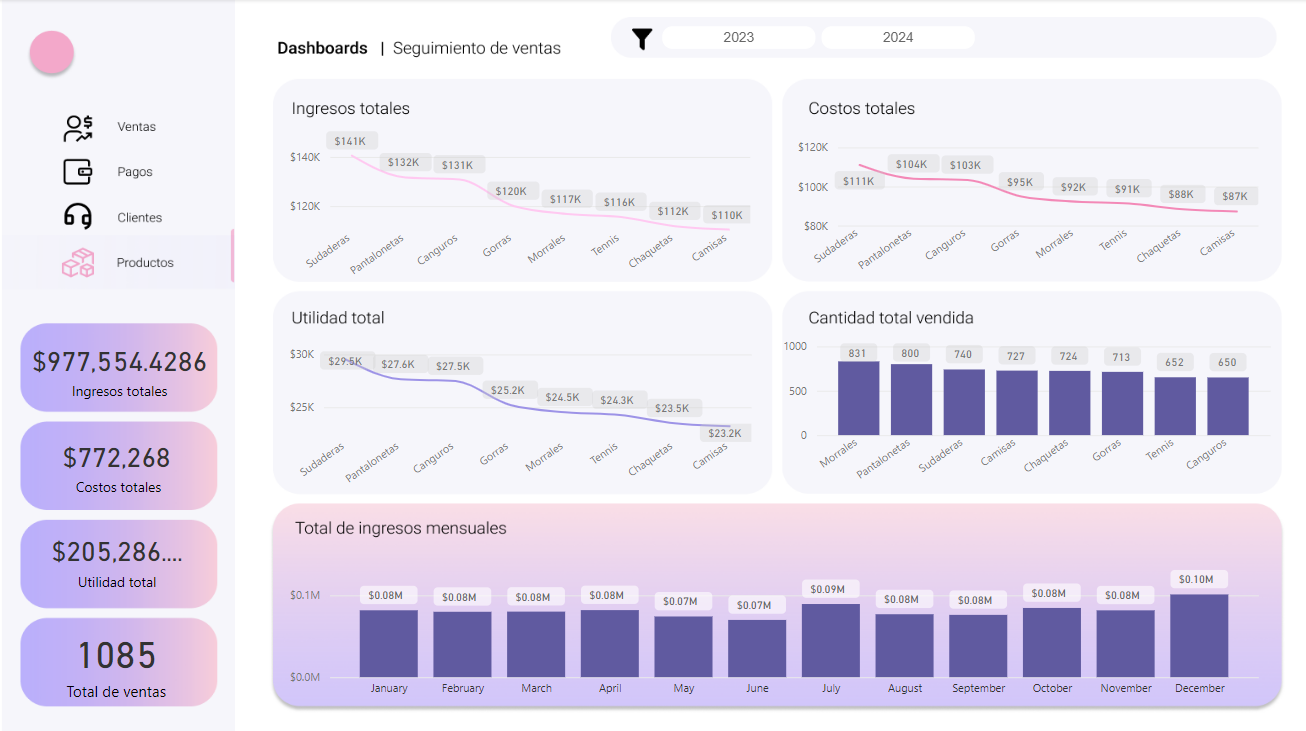 Dashboards | Seguimiento de ventas
2023
2024
Ventas
Pagos
Clientes
Productos
$977,554.4286
Ingresos totales
$772,268
Costos totales
$205,286....
Utilidad total
1085
Total de ventas
Ingresos totales
$140K
$120K
$141K
$132K
$131K
$120K
$117K
$116K
$112K
$110K
Sudaderas
Pantalonetas
Canguros
Gorras
Morrales
Tennis
Chaquetas
Camisas
Costos totales
$120K
$100K
$80K
$111K
$104K
$103K
$95K
$92K
$91K
$88K
$87K
Sudaderas
Pantalonetas
Canguros
Gorras
Morrales
Tennis
Chaquetas
Camisas
Utilidad total
$30K
$25K
$29.5K
$27.6K
$27.5K
$25.2K
$24.5K
$24.3K
$23.5K
$23.2K
Sudaderas
Pantalonetas
Canguros
Gorras
Morrales
Tennis
Chaquetas
Camisas
Cantidad total vendida
1000
500
0
831
800
740
727
724
713
652
650
Morrales
Pantalonetas
Sudaderas
Camisas
Chaquetas
Gorras
Tennis
Canguros
Total de ingresos mensuales
$0.1M
$0.0M
$0.08M
$0.08M
$0.08M
$0.08M
$0.07M
$0.07M
$0.09M
$0.08M
$0.08M
$0.08M
$0.08M
$0.10M
January
February
March
April
May
June
July
August
September
October
November
December